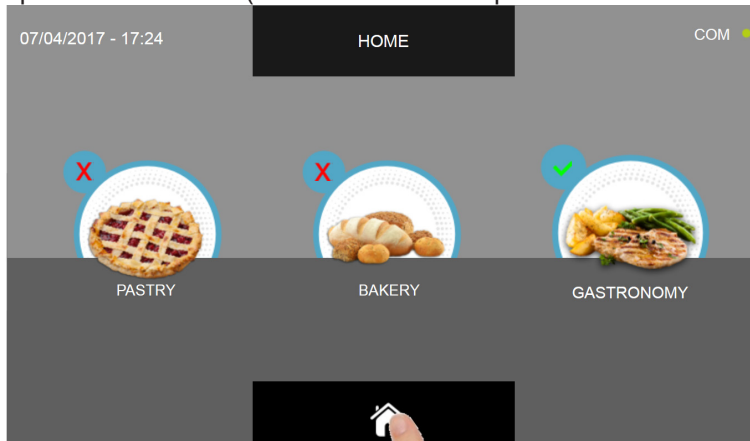 07/04/2017 - 17:24
HOME
COM
X
X
PASTRY
BAKERY
GASTRONOMY